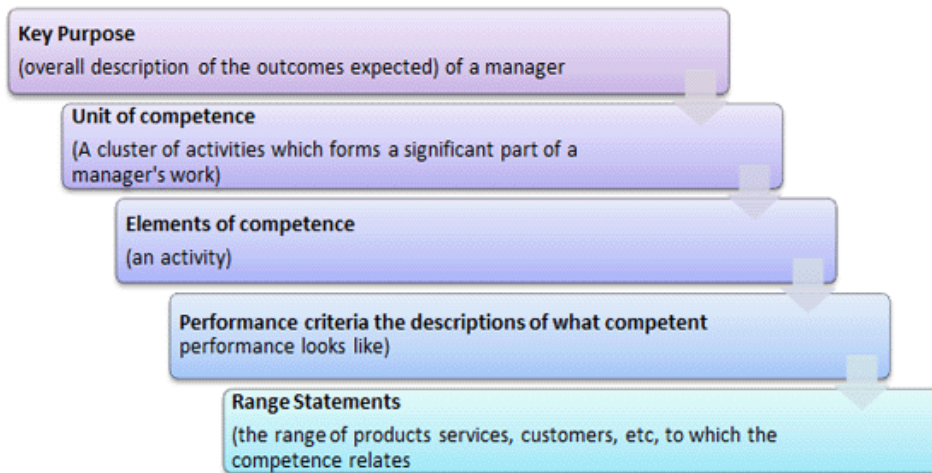 Key Purpose
(overall description of the outcomes expected) of a manager
Unit of competence
(A cluster of activities which forms a significant part of a
manager's work)
Elements of competence
(an activity)
Performance criteria the descriptions of what competent
performance looks like)
Range Statements
(the range of products services, customers, etc, to which the
competence relates